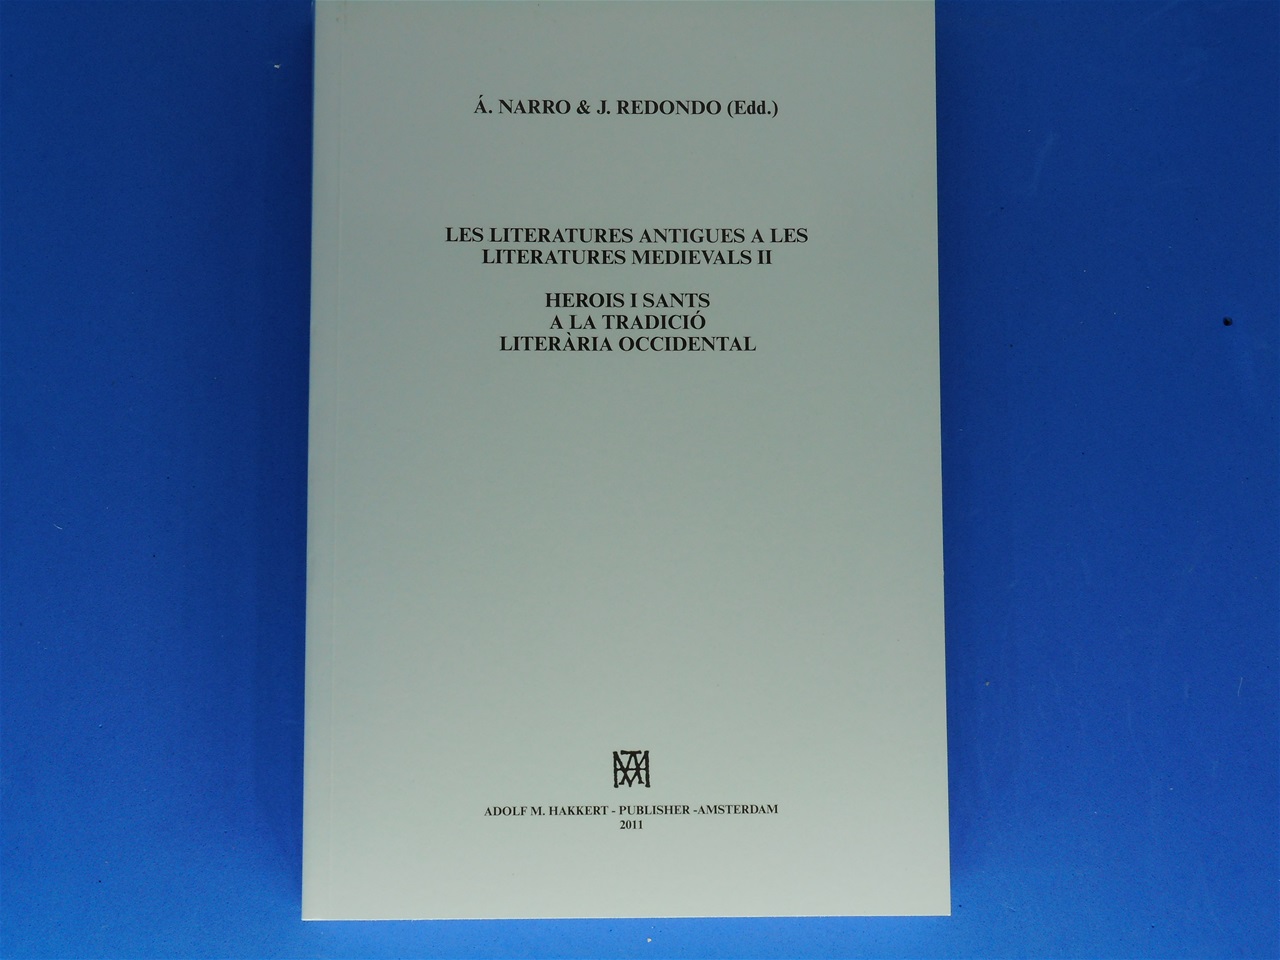 Á. NARRO & J. REDONDO (Edd.)
LES LITERATURES ANTIGUES A LES
LITERATURES MEDIEVALS II
HEROIS I SANTS
A LA TRADICIÓ
LITERÀRIA OCCIDENTAL
ADOLF M. HAKKERT - PUBLISHER -AMSTERDAM
2011